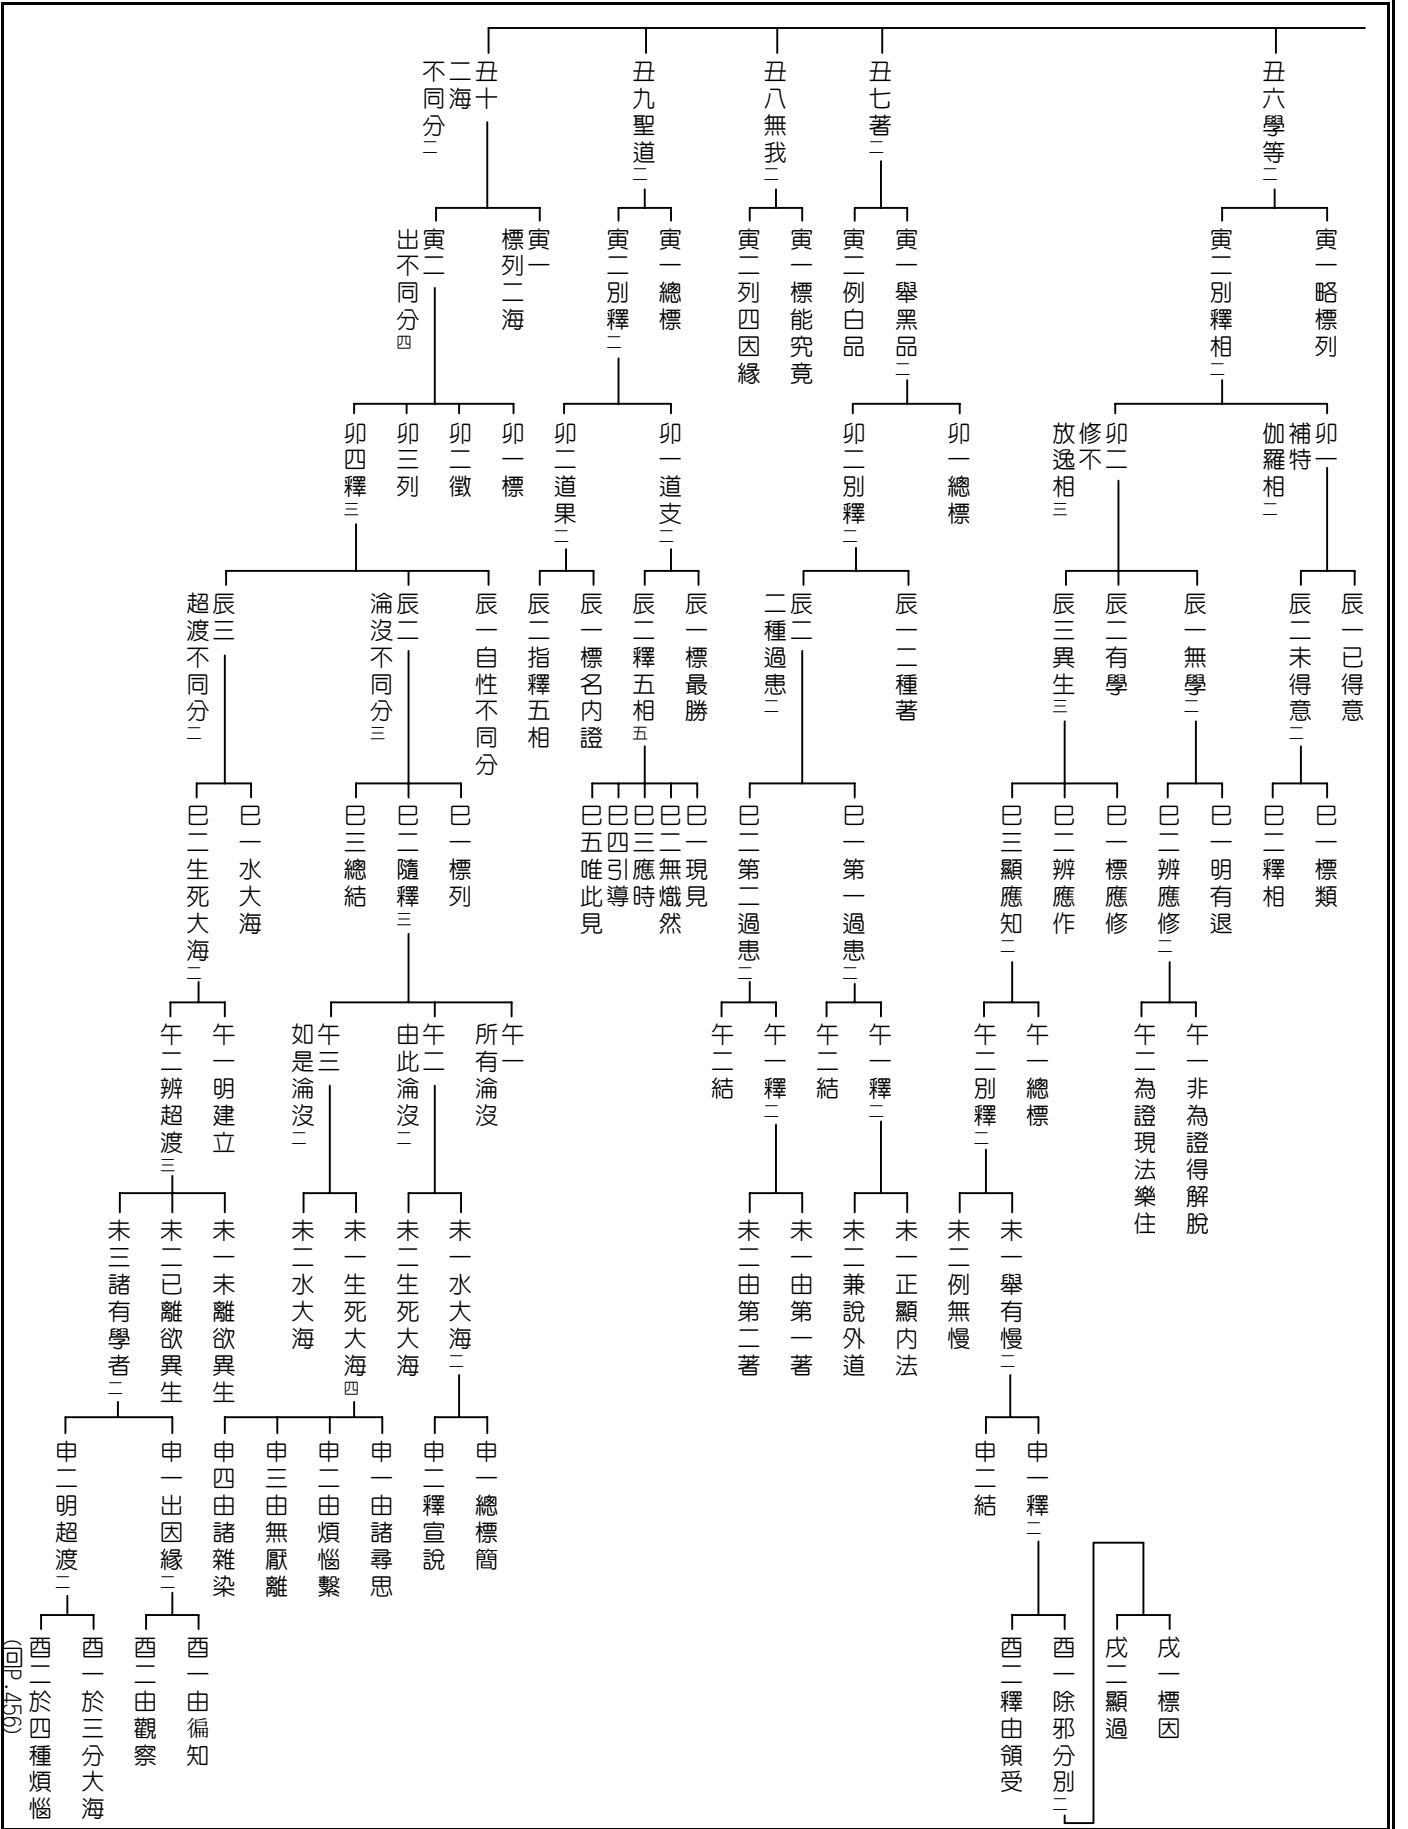 丑六學等二
寅一略標列
寅二別釋相二
卯一
補特
伽羅相二
辰一已得意
辰二未得意二
巳一標類
巳二釋相
卯二
修不
放逸相三
辰一無學二
巳一明有退
巳二辨應修二
午一非為證得解脫
午二為證現法樂住
辰二有學
辰三異生三
巳一標應修
巳二辨應作
巳三顯應知二
午一總標
午二別釋二
未一舉有慢二
申一釋二
酉一除邪分別二
戌一標因
戌二顯過
酉二釋由領受
申二結
未二例無慢
丑七著二
寅一舉黑品二
卯一總標
卯二別釋二
辰一二種著
辰二
二種過患二
巳一第一過患二
午一釋二
未一正顯內法
未二兼說外道
午二結
巳二第二過患二
午一釋二
未一由第一著
未二由第二著
午二結
寅二例白品
丑八無我二
寅一標能究竟
寅二列四因緣
丑九聖道二
寅一總標
寅二別釋二
卯一道支二
辰一標最勝
辰二釋五相五
巳一現見
巳二無熾然
巳三應時
巳四引導
巳五唯此見
卯二道果二
辰一標名內證
辰二指釋五相
丑十
二海
不同分二
寅一
標列二海
寅二
出不同分四
卯一標
卯二徵
卯三列
卯四釋三
辰一自性不同分
辰二
淪沒不同分三
巳一標列
巳二隨釋三
午一
所有淪沒
午二
由此淪沒二
未一水大海二
申一總標簡
申二釋宣說
未二生死大海
午三
如是淪沒二
未一生死大海四
申一由諸尋思
申二由煩惱繫
申三由無厭離
申四由諸雜染
未二水大海
巳三總結
辰三
超渡不同分二
巳一水大海
巳二生死大海二
午一明建立
午二辨超渡三
未一未離欲異生
未二已離欲異生
未三諸有學者二
申一出因緣二
酉一由徧知
酉二由觀察
申二明超渡二
酉一於三分大海
酉二於四種煩惱
(回P.456)